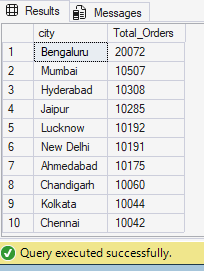 Results Messages
city Total_Orders
1 Bengaluru 20072
2 Mumbai 10507
3 Hyderabad 10308
4 Jaipur 10285
5 Lucknow 10192
6 New Delhi 10191
7 Ahmedabad 10175
8 Chandigarh 10060
9 Kolkata 10044
10 Chennai 10042
Query executed successfully.